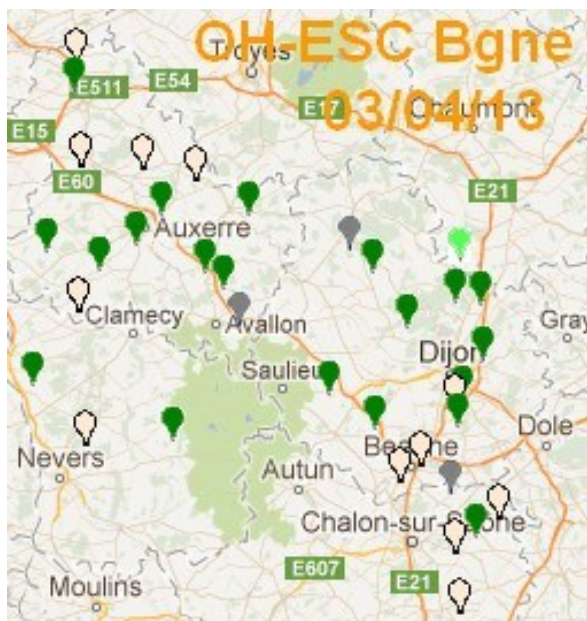 OH-ESC Bgne
03/04/13
Troyes
E511
E54
E17
Chaumont
E15
E60
E21
Auxerre
Clamecy
Avallon
Gray
Dijon
Saulieu
Dole
Beaune
Nevers
Autun
Chalon-sur-Saône
E607
E21
Moulins